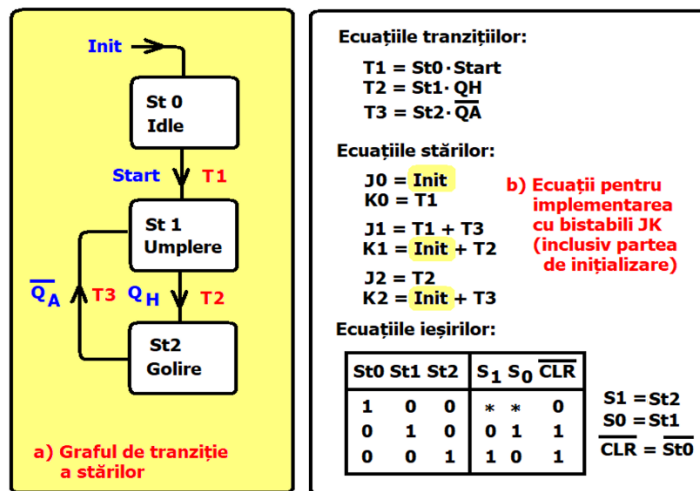 Init
St 0
Idle
Start T1
St 1
Umplere
Q̅A̅ T3 QH T2
St2
Golire
a) Graful de tranziție
a stărilor
Ecuațiile tranzițiilor:
T1 = St0·Start
T2 = St1·QH
T3 = St2·Q̅A̅
Ecuațiile stărilor:
J0 = Init
K0 = T1
J1 = T1 + T3
K1 = Init + T2
J2 = T2
K2 = Init + T3
b) Ecuații pentru
implementarea
cu bistabili JK
(inclusiv partea
de inițializare)
Ecuațiile ieșirilor:
St0 St1 St2 S1 S0 C̅L̅R̅
1 0 0 * * 0
0 1 0 0 1 1
0 0 1 1 0 1
S1 = St2
S0 = St1
C̅L̅R̅ = S̅t̅0̅